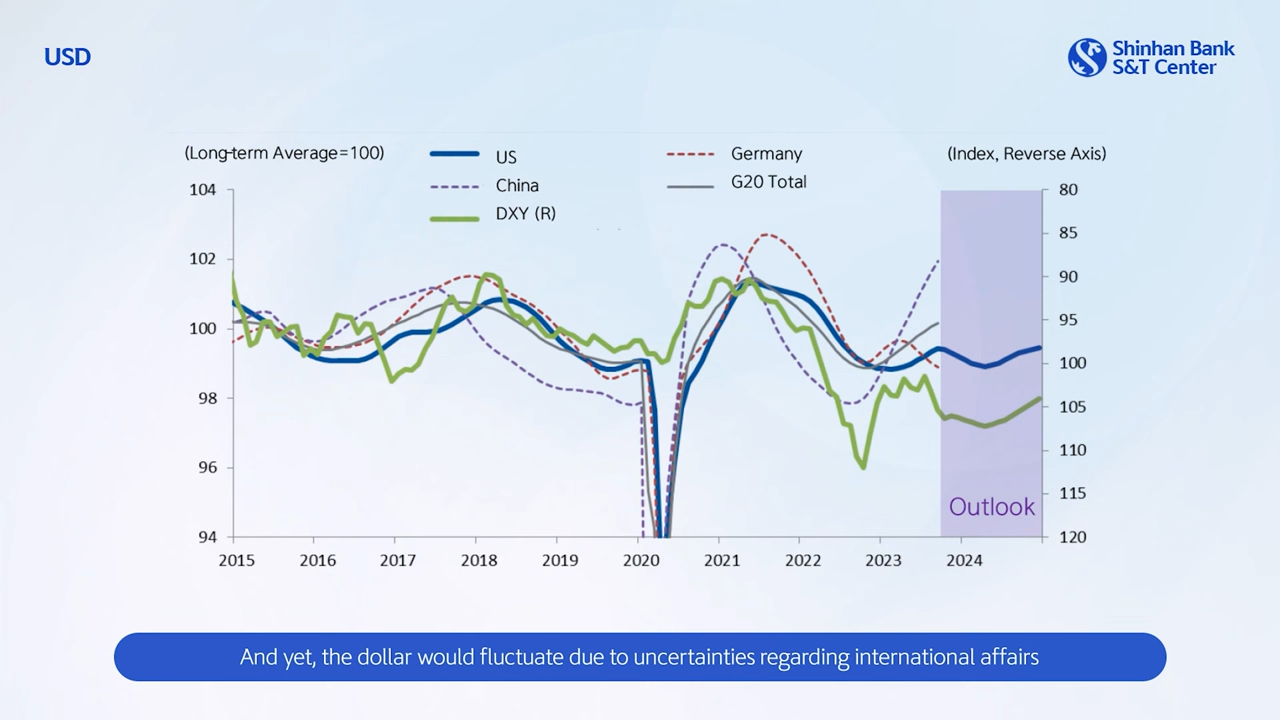 USD
Shinhan Bank
S&T Center
(Long-term Average=100)
US
Germany
(Index, Reverse Axis)
China
G20 Total
DXY (R)
104
80
85
102
90
100
95
100
98
105
96
110
115
94
120
Outlook
2015 2016 2017 2018 2019 2020 2021 2022 2023 2024
And yet, the dollar would fluctuate due to uncertainties regarding international affairs